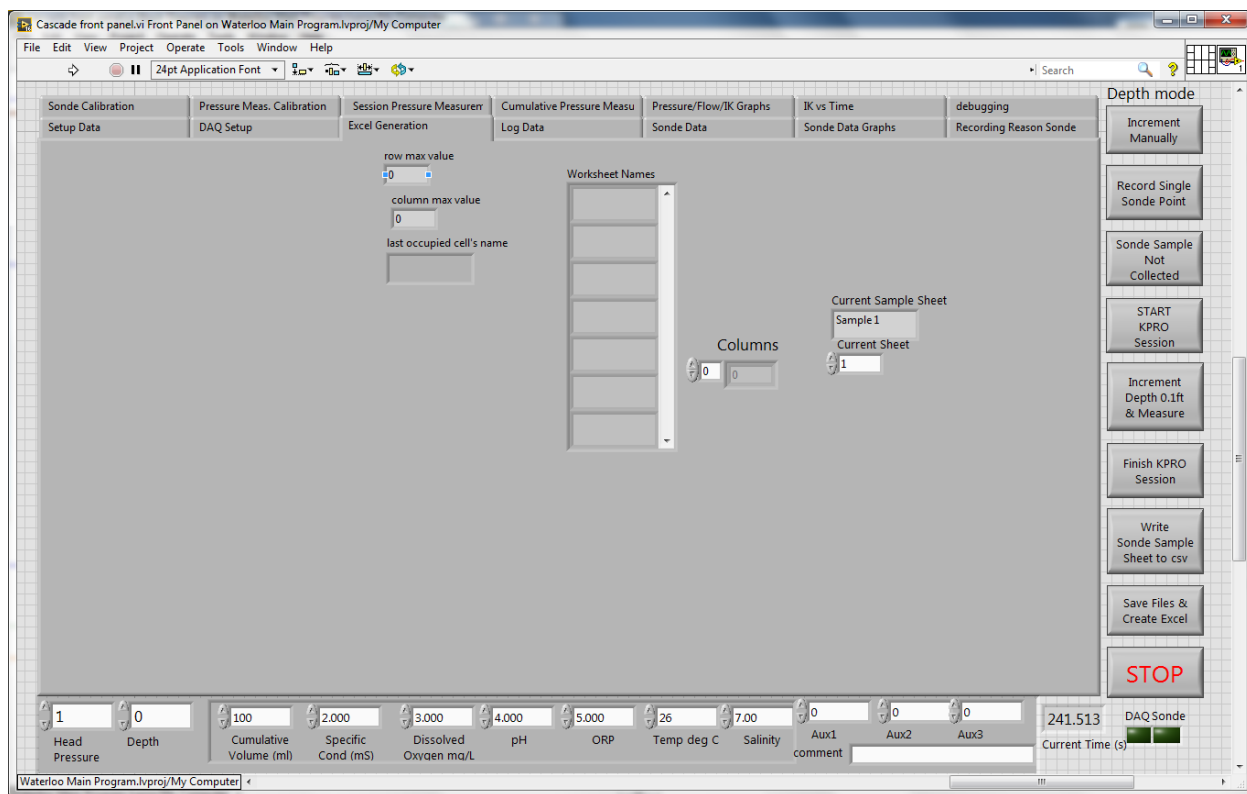 Cascade front panel.vi Front Panel on Waterloo Main Program.lvproj/My Computer
File Edit View Project Operate Tools Window Help
24pt Application Font
Search
Sonde Calibration
Pressure Meas. Calibration
Session Pressure Measurem
Cumulative Pressure Measu
Pressure/Flow/IK Graphs
IK vs Time
debugging
Setup Data
DAQ Setup
Excel Generation
Log Data
Sonde Data
Sonde Data Graphs
Recording Reason Sonde
row max value
0
column max value
0
last occupied cell's name
Worksheet Names
Columns
0
0
Current Sample Sheet
Sample 1
Current Sheet
1
Depth mode
Increment
Manually
Record Single
Sonde Point
Sonde Sample
Not
Collected
START
KPRO
Session
Increment
Depth 0.1ft
& Measure
Finish KPRO
Session
Write
Sonde Sample
Sheet to csv
Save Files &
Create Excel
STOP
DAQ Sonde
1
Head
Pressure
0
Depth
100
Cumulative
Volume (ml)
2.000
Specific
Cond (mS)
3.000
Dissolved
Oxygen mg/L
4.000
pH
5.000
ORP
26
Temp deg C
7.00
Salinity
0
Aux1
0
Aux2
0
Aux3
comment
241.513
Current Time (s)
Waterloo Main Program.lvproj/My Computer